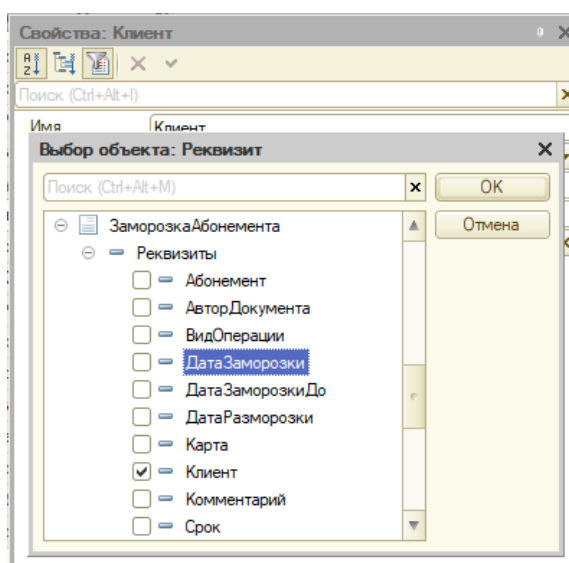 Свойства: Клиент
Поиск (Ctrl+Alt+I)
Имя
Клиент
Выбор объекта: Реквизит
Поиск (Ctrl+Alt+M)
OK
ЗаморозкаАбонемента
Отмена
Реквизиты
Абонемент
АвторДокумента
ВидОперации
ДатаЗаморозки
ДатаЗаморозкиДо
ДатаРазморозки
Карта
Клиент
Комментарий
Срок